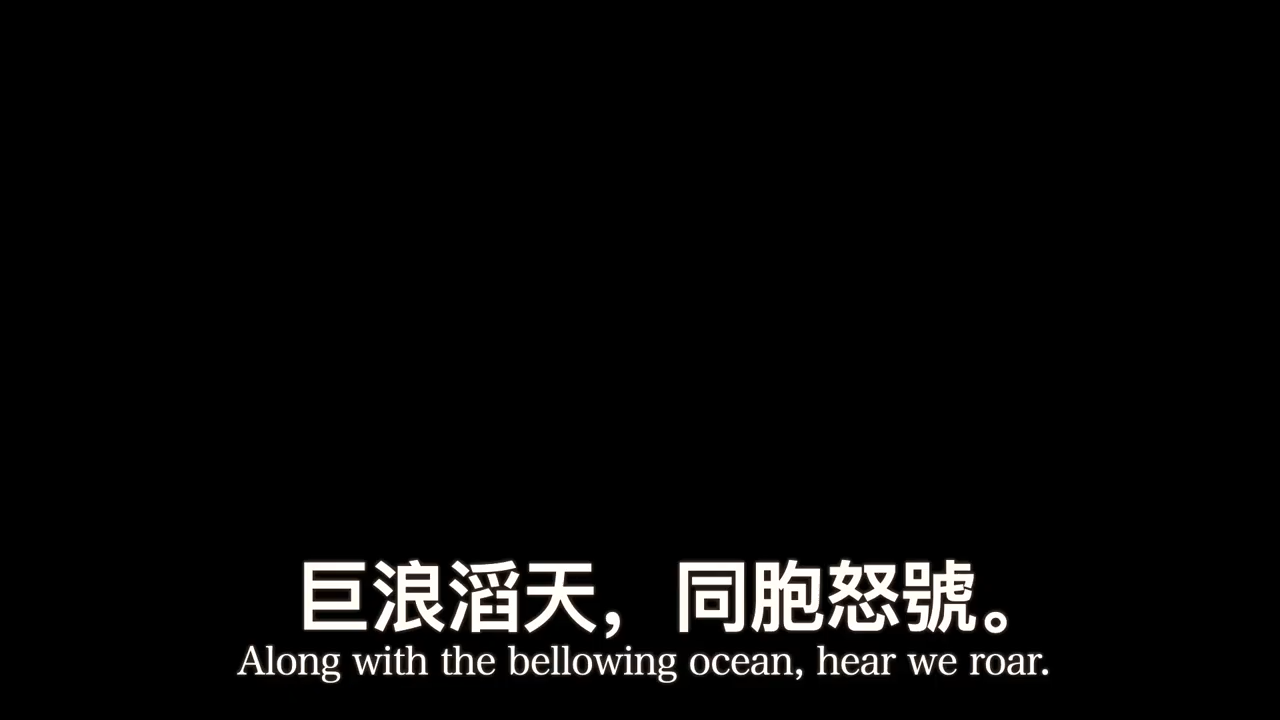 巨浪滔天，同胞怒號。
Along with the bellowing ocean, hear we roar.